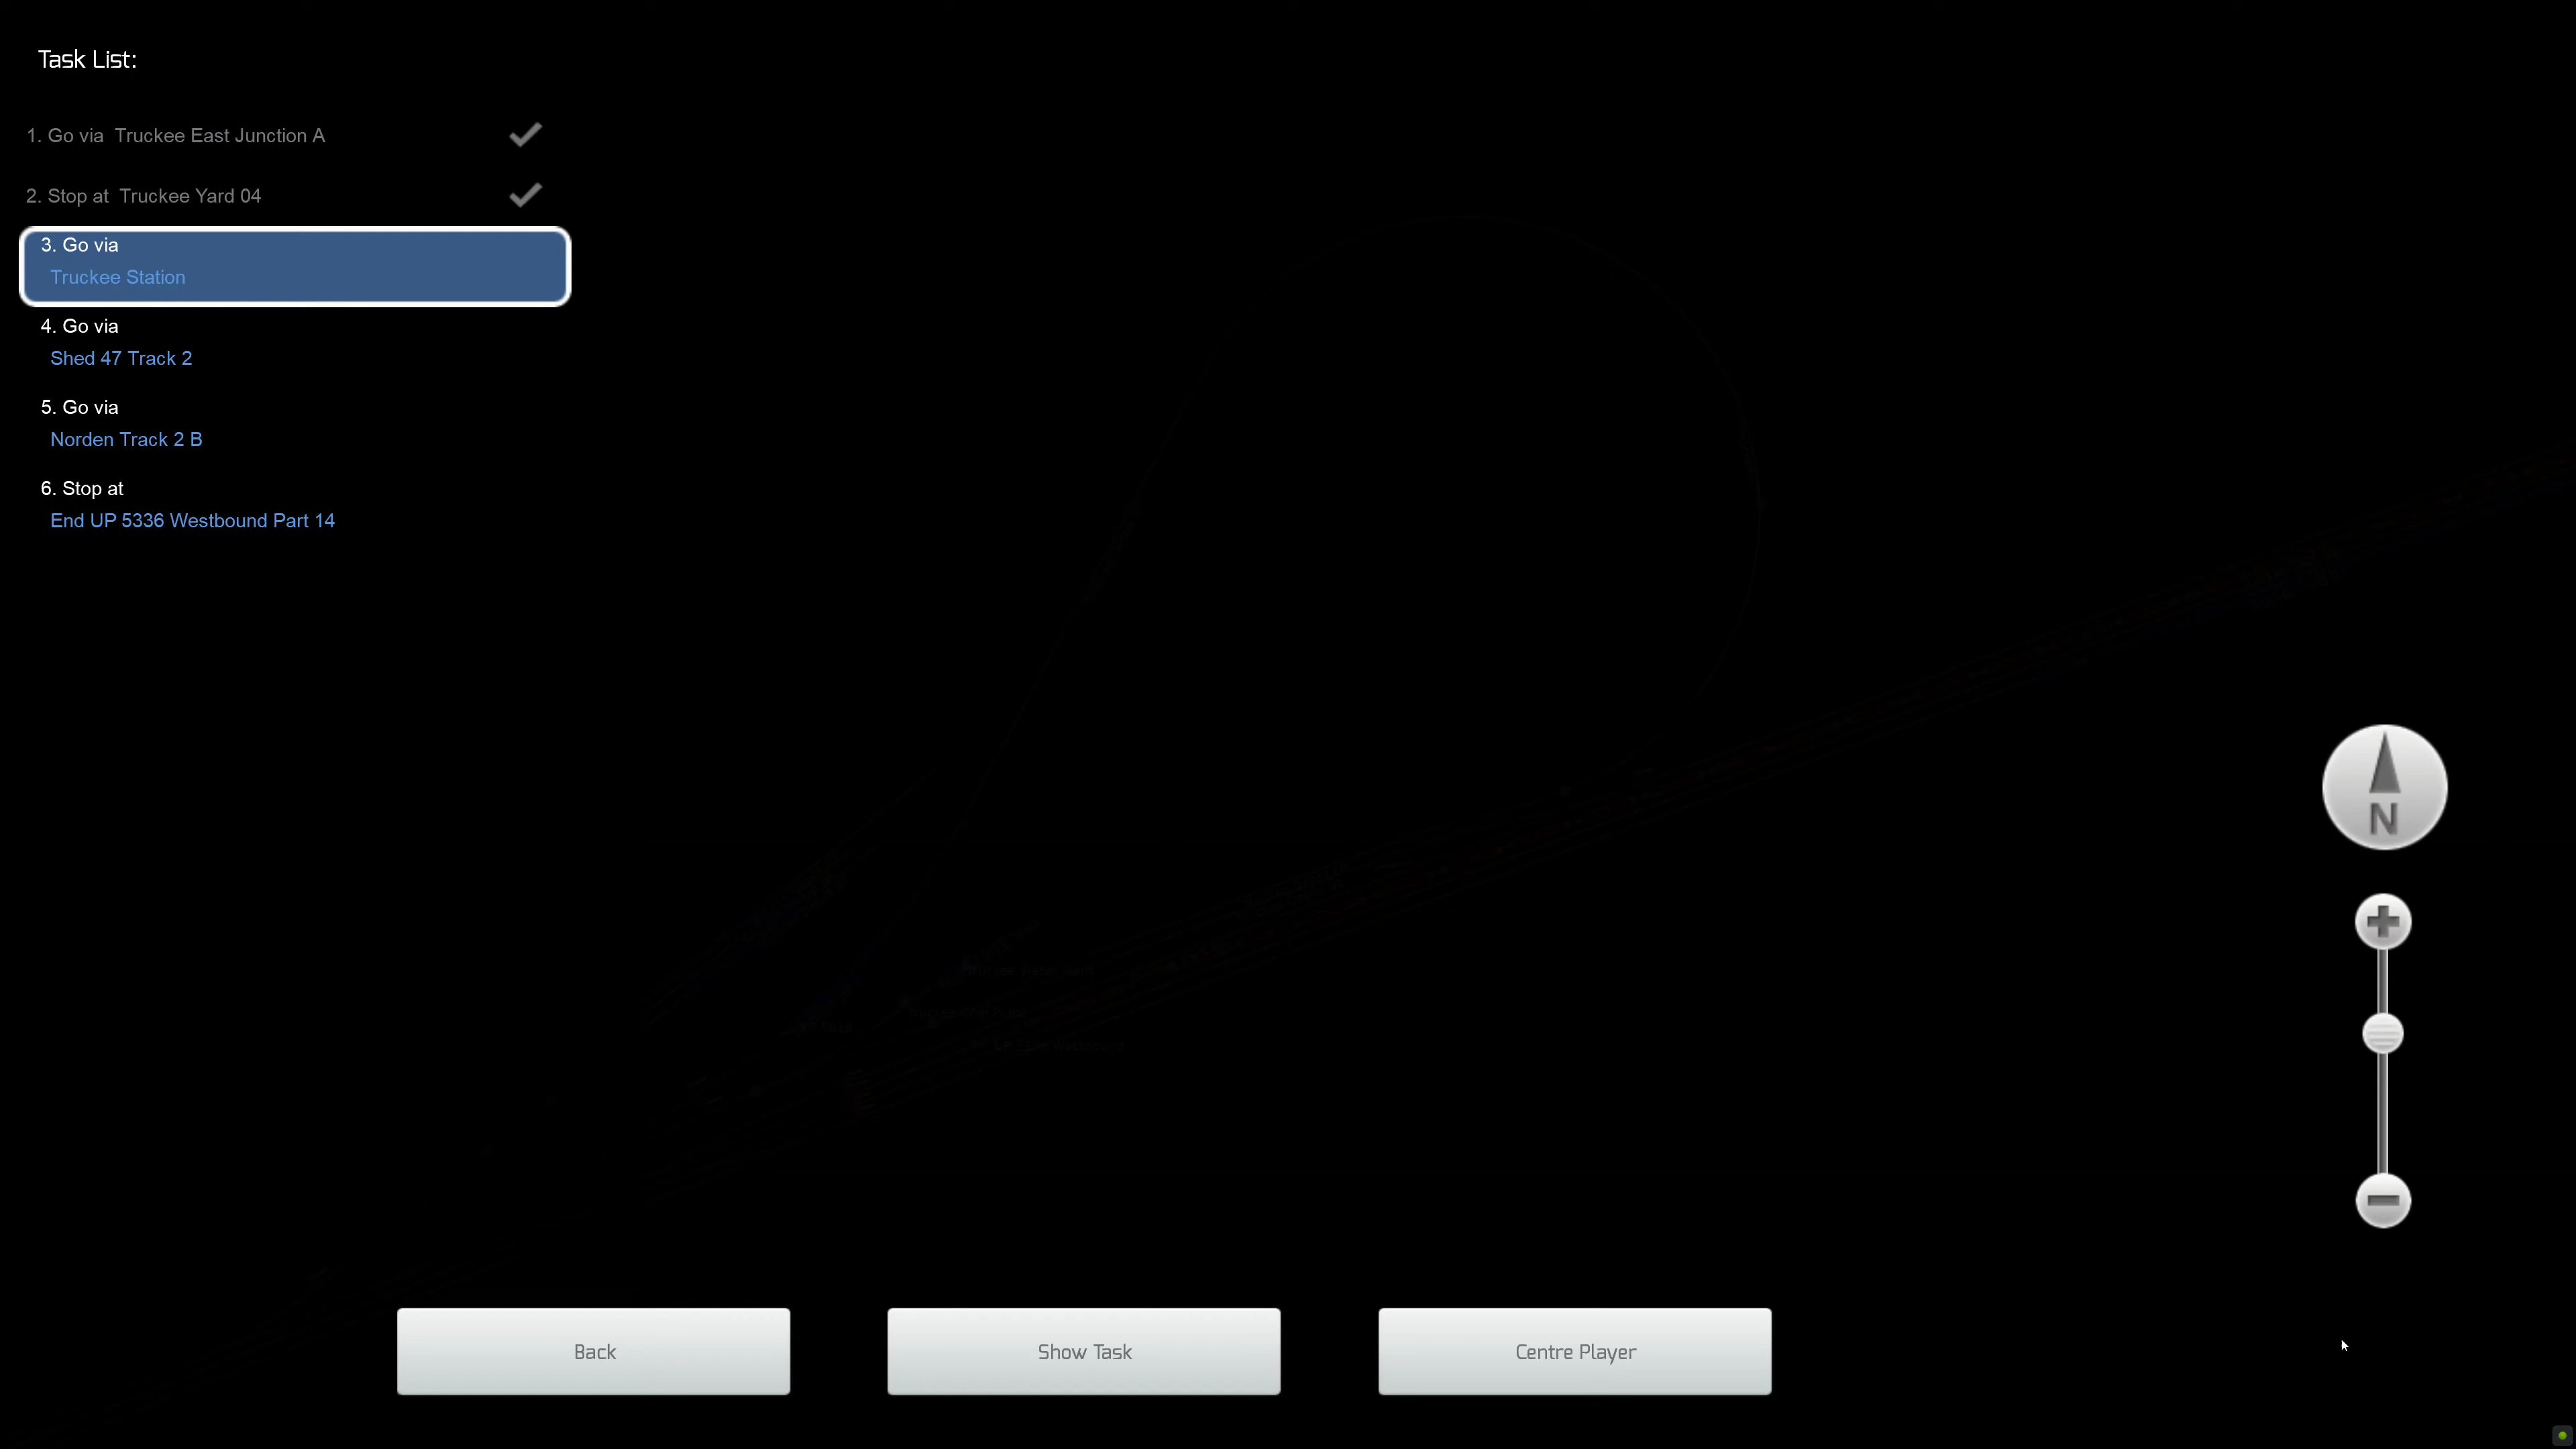 Task List:
1. Go via  Truckee East Junction A
2. Stop at  Truckee Yard 04
3. Go via
Truckee Station
4. Go via
Shed 47 Track 2
5. Go via
Norden Track 2 B
6. Stop at
End UP 5336 Westbound Part 14
N
Back
Show Task
Centre Player